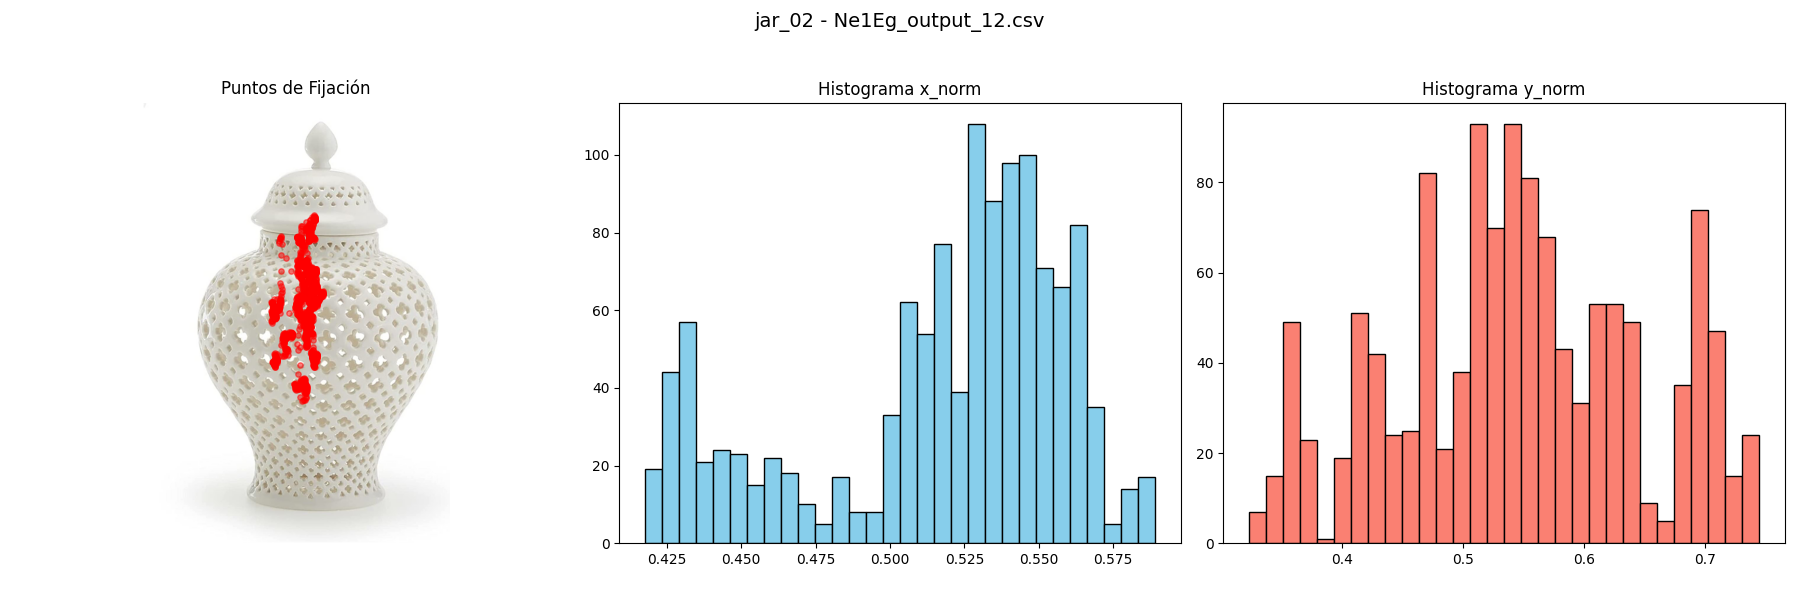 jar_02 - Ne1Eg_output_12.csv
Puntos de Fijación
Histograma x_norm
100
80
60
40
20
0
0.425 0.450 0.475 0.500 0.525 0.550 0.575
Histograma y_norm
80
60
40
20
0
0.4 0.5 0.6 0.7